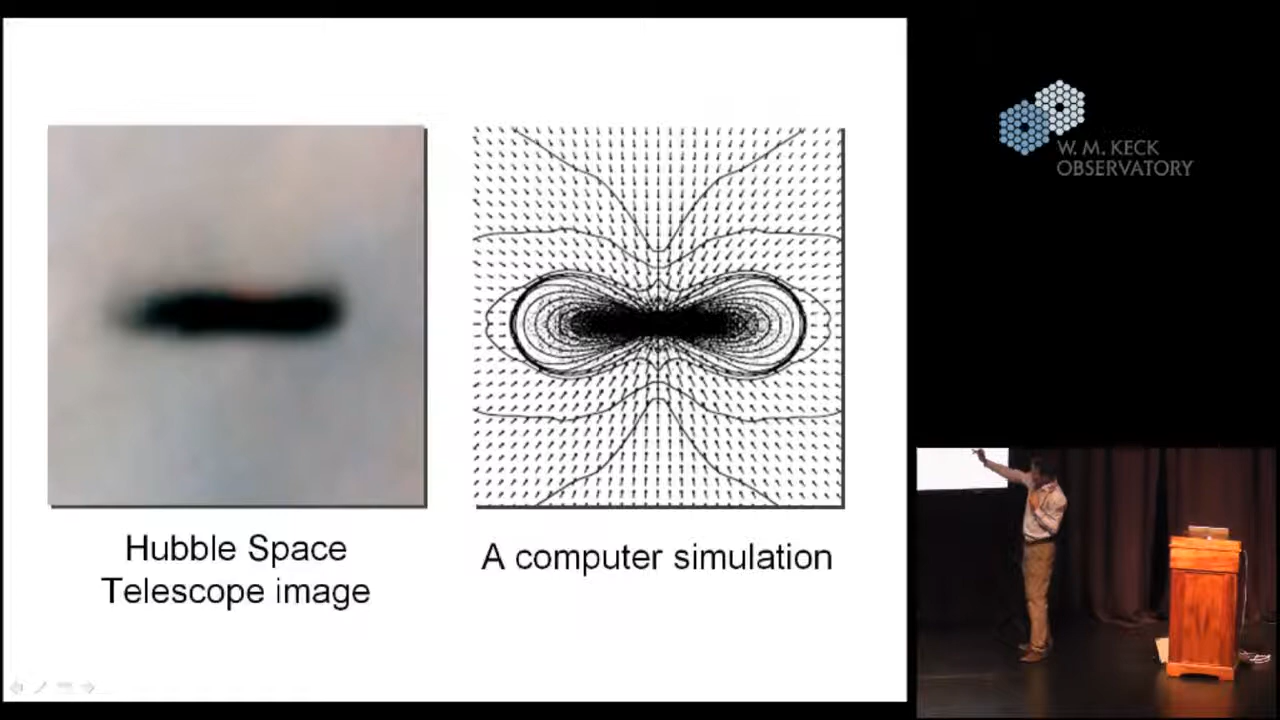 W. M. KECK
OBSERVATORY
Hubble Space
Telescope image
A computer simulation